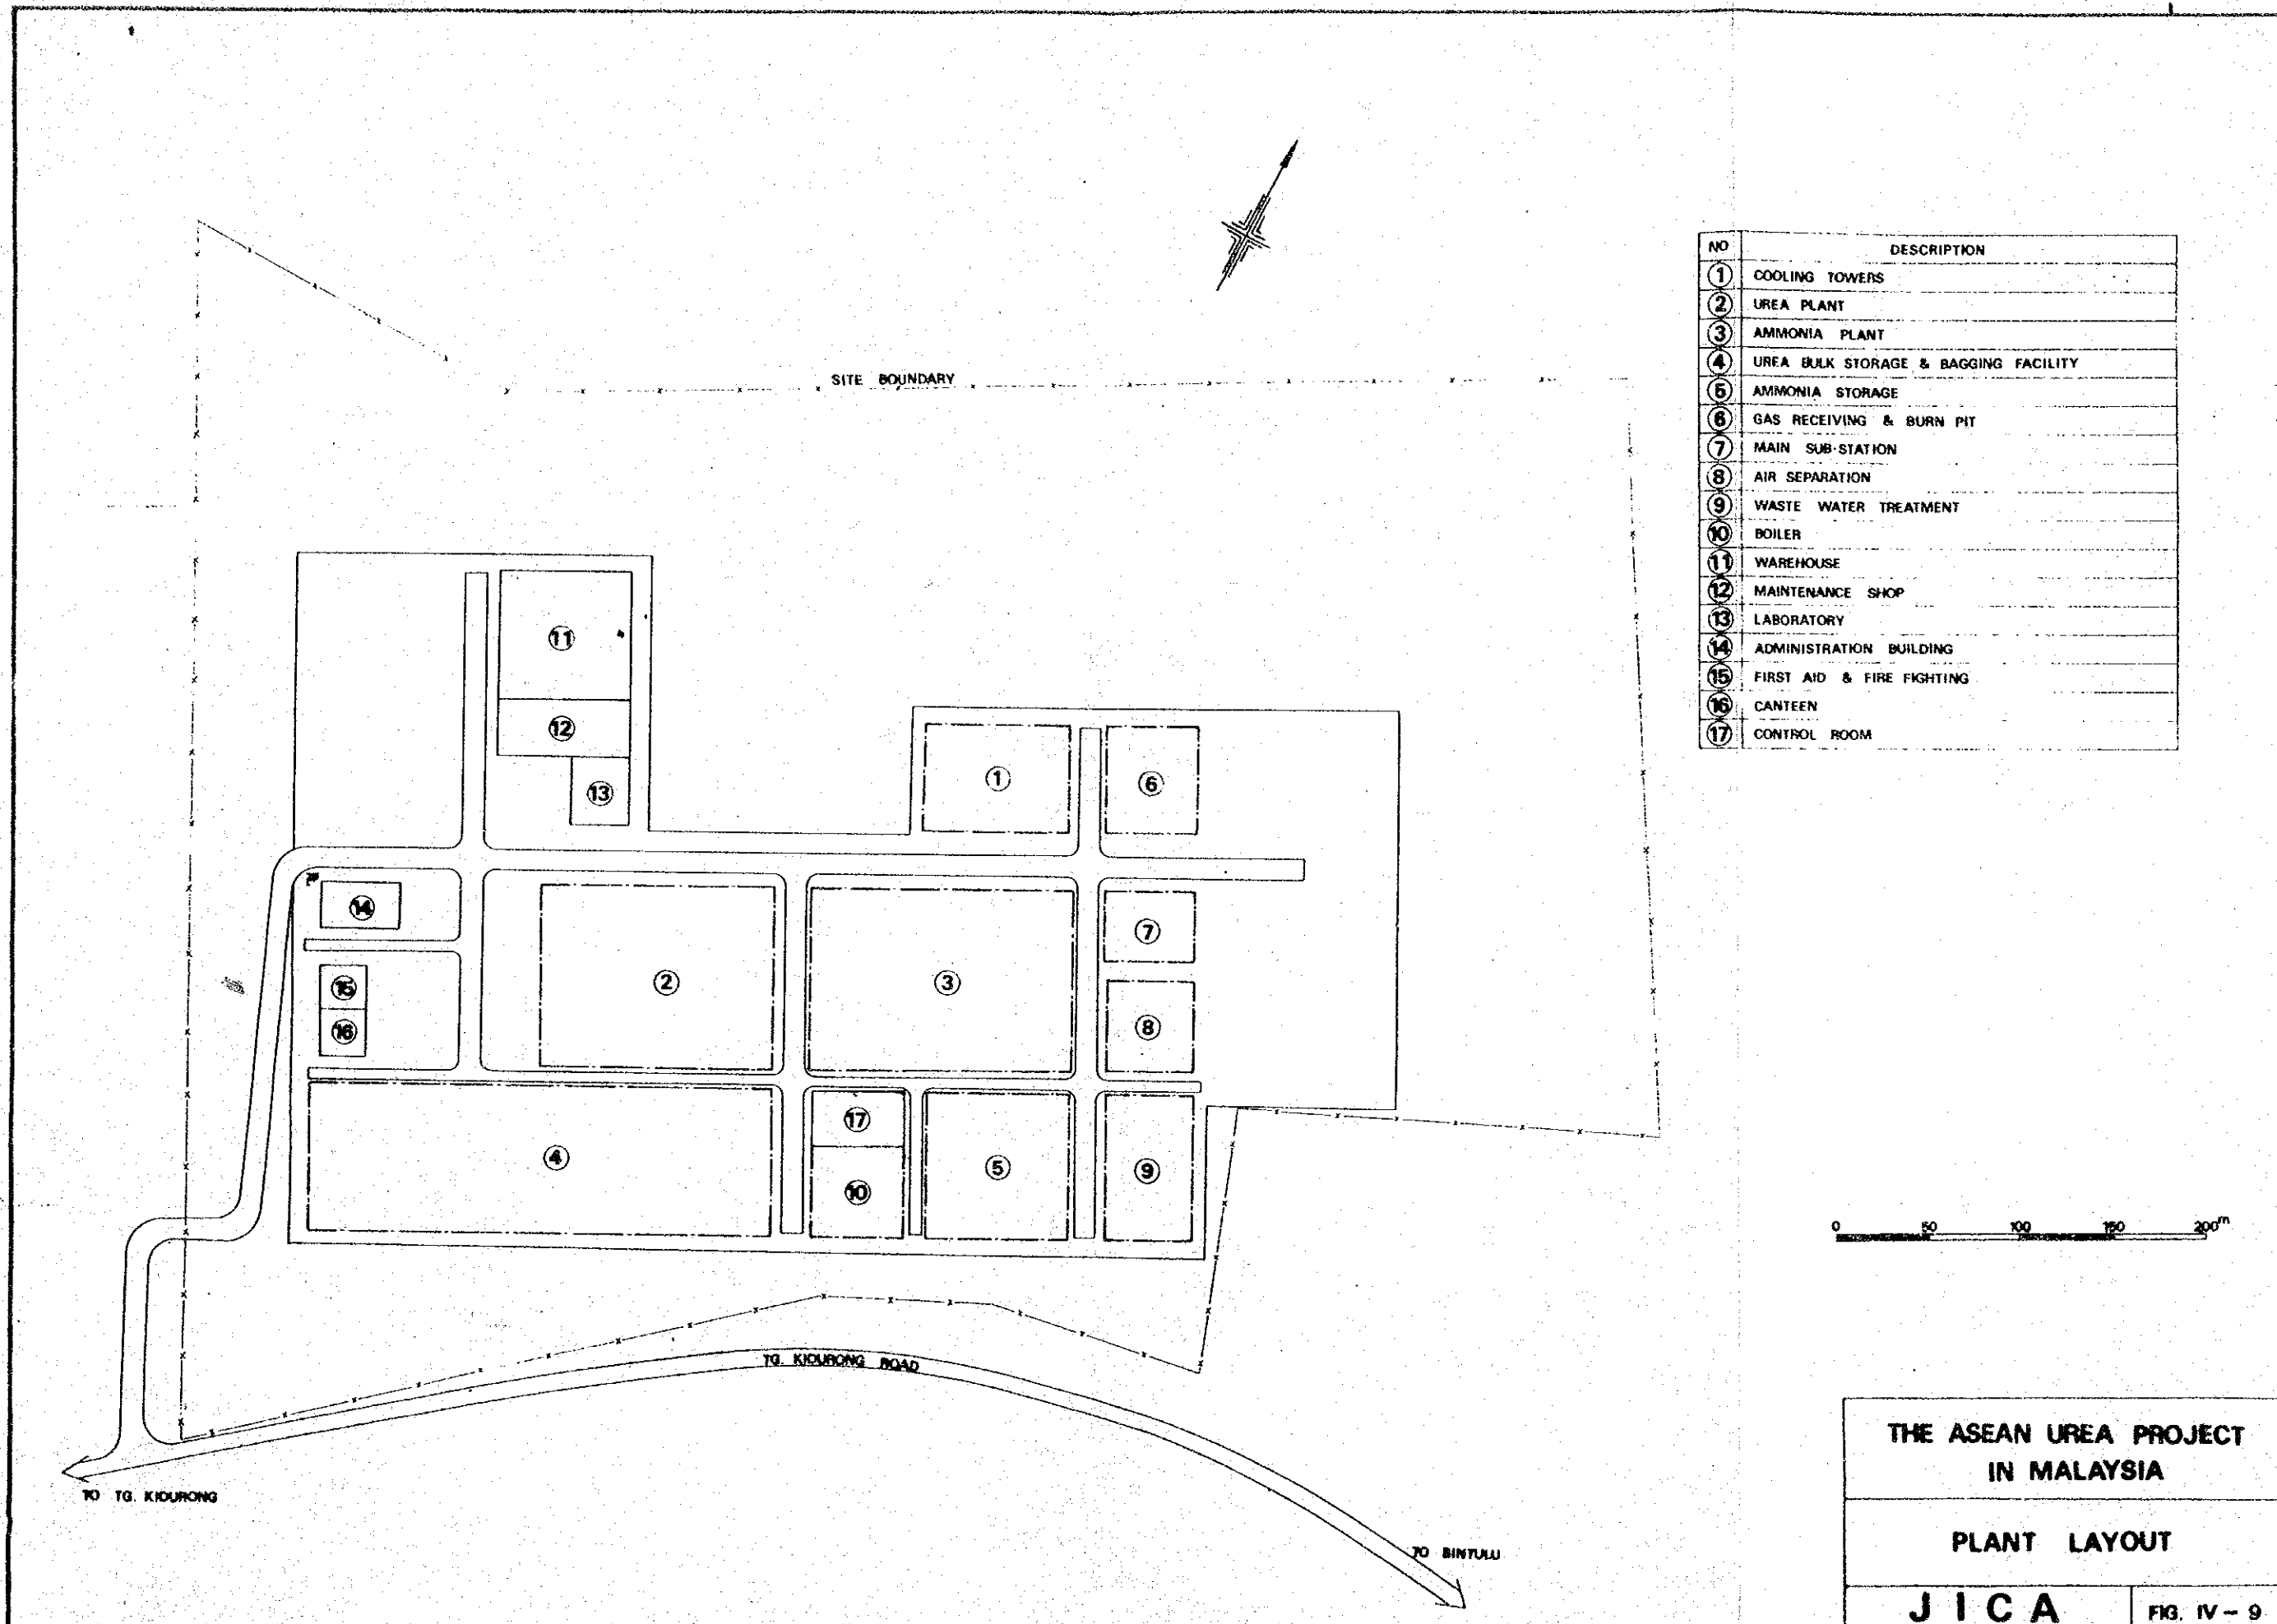 SITE BOUNDARY
NO DESCRIPTION
1 COOLING TOWERS
2 UREA PLANT
3 AMMONIA PLANT
4 UREA BULK STORAGE & BAGGING FACILITY
5 AMMONIA STORAGE
6 GAS RECEIVING & BURN PIT
7 MAIN SUB-STATION
8 AIR SEPARATION
9 WASTE WATER TREATMENT
10 BOILER
11 WAREHOUSE
12 MAINTENANCE SHOP
13 LABORATORY
14 ADMINISTRATION BUILDING
15 FIRST AID & FIRE FIGHTING
16 CANTEEN
17 CONTROL ROOM
11
12
13
1
6
14
2
3
7
15
16
8
4
17
10
5
9
0 50 100 150 200m
TG. KIDURONG ROAD
TO TG. KIDURONG
TO BINTULU
THE ASEAN UREA PROJECT
IN MALAYSIA
PLANT LAYOUT
JICA
FIG. IV - 9